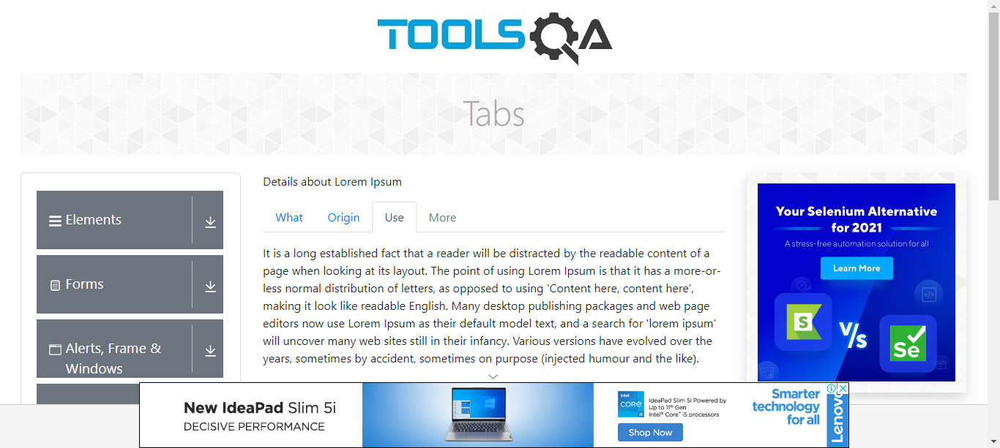 TOOLSQA
Tabs
Elements
Forms
Alerts, Frame &
Windows
Details about Lorem Ipsum
What Origin Use More
It is a long established fact that a reader will be distracted by the readable content of a
page when looking at its layout. The point of using Lorem Ipsum is that it has a more-or-
less normal distribution of letters, as opposed to using 'Content here, content here',
making it look like readable English. Many desktop publishing packages and web page
editors now use Lorem Ipsum as their default model text, and a search for 'lorem ipsum'
will uncover many web sites still in their infancy. Various versions have evolved over the
years, sometimes by accident, sometimes on purpose (injected humour and the like).
Your Selenium Alternative
for 2021
A stress-free automation solution for all
Learn More
S
V/s
Se
New IdeaPad Slim 5i
DECISIVE PERFORMANCE
intel
CORE
i5
IdeaPad Slim 5i Powered by
Up to 11th Gen
Intel® Core™ i5 processors
Shop Now
Smarter
technology
for all
Lenovo